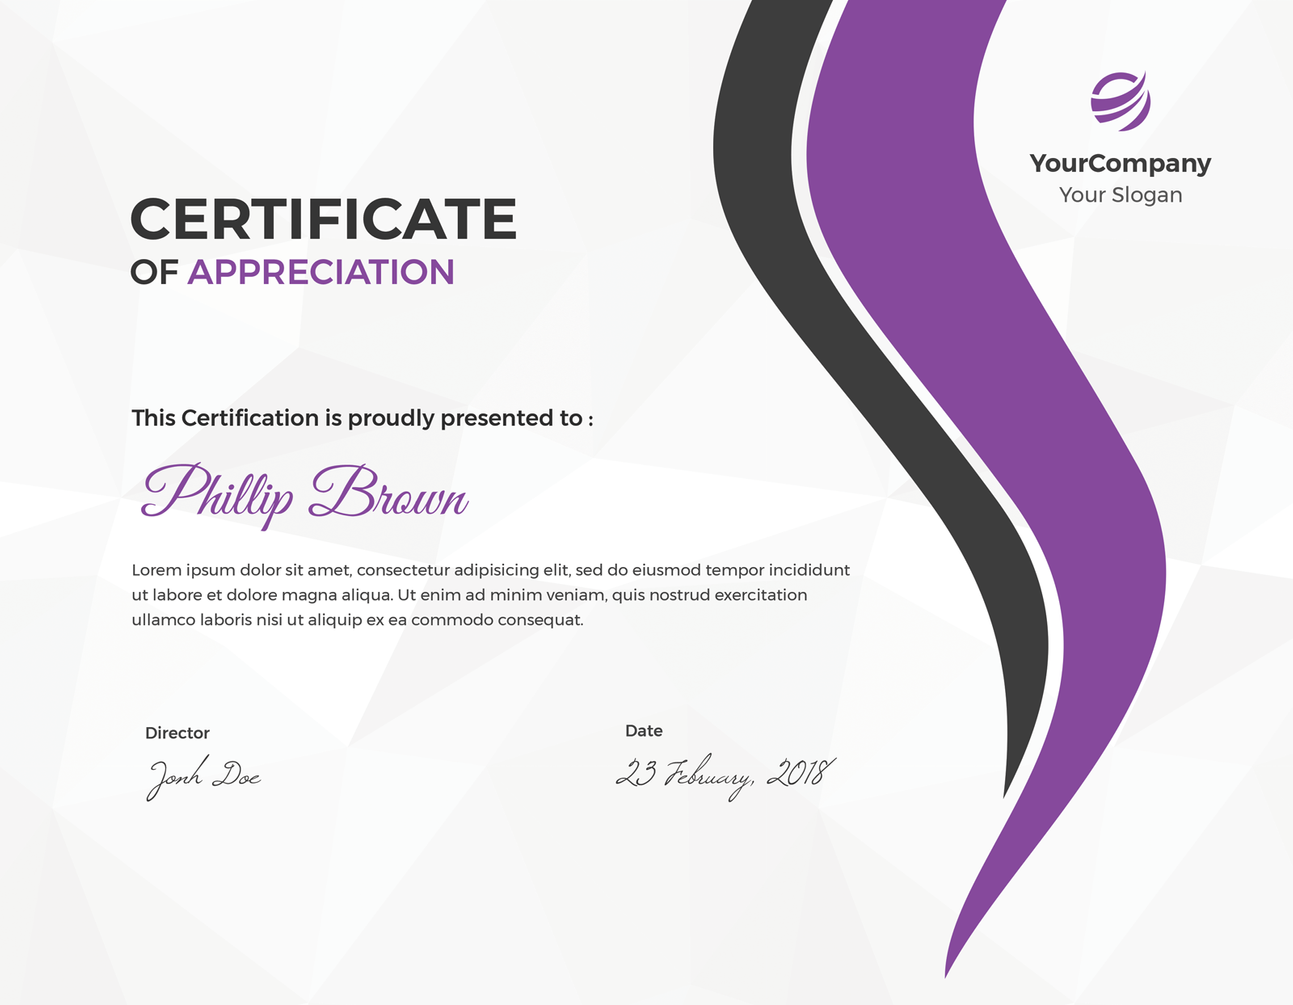 YourCompany
Your Slogan
CERTIFICATE
OF APPRECIATION
This Certification is proudly presented to :
Phillip Brown
Lorem ipsum dolor sit amet, consectetur adipisicing elit, sed do eiusmod tempor incididunt
ut labore et dolore magna aliqua. Ut enim ad minim veniam, quis nostrud exercitation
ullamco laboris nisi ut aliquip ex ea commodo consequat.
Director
Jonh Doe
Date
23 February, 2018